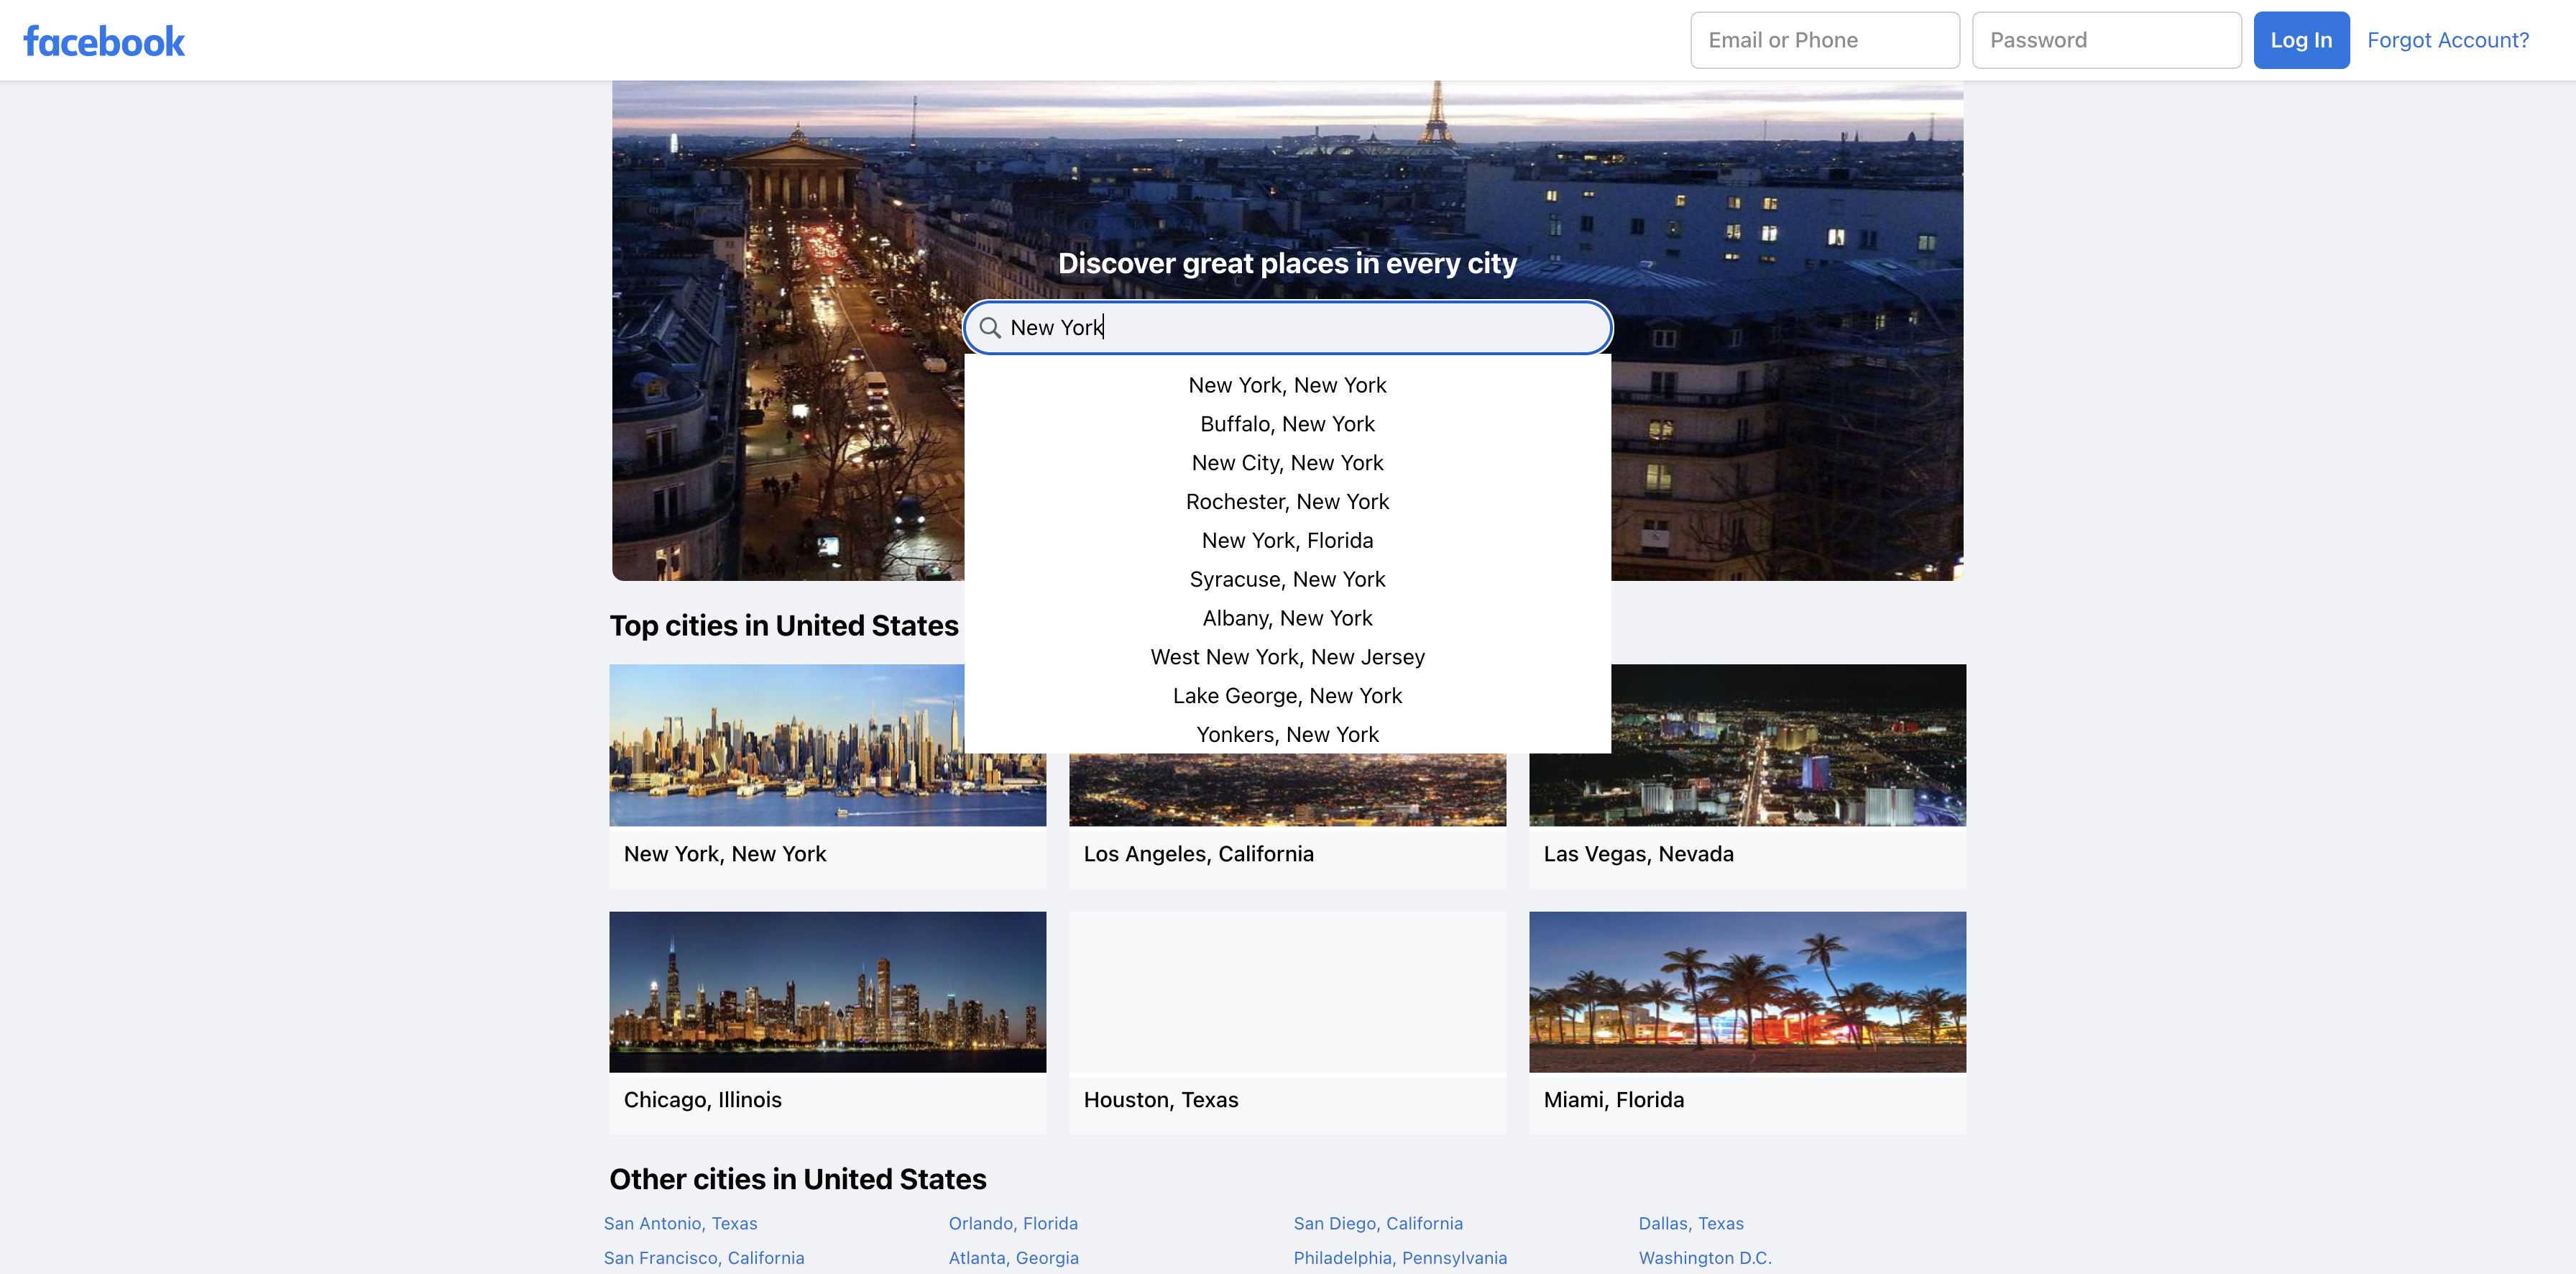 facebook
Email or Phone
Password
Log In
Forgot Account?
Discover great places in every city
New York
New York, New York
Buffalo, New York
New City, New York
Rochester, New York
New York, Florida
Syracuse, New York
Albany, New York
West New York, New Jersey
Lake George, New York
Yonkers, New York
Top cities in United States
New York, New York
Los Angeles, California
Las Vegas, Nevada
Chicago, Illinois
Houston, Texas
Miami, Florida
Other cities in United States
San Antonio, Texas
Orlando, Florida
San Diego, California
Dallas, Texas
San Francisco, California
Atlanta, Georgia
Philadelphia, Pennsylvania
Washington D.C.